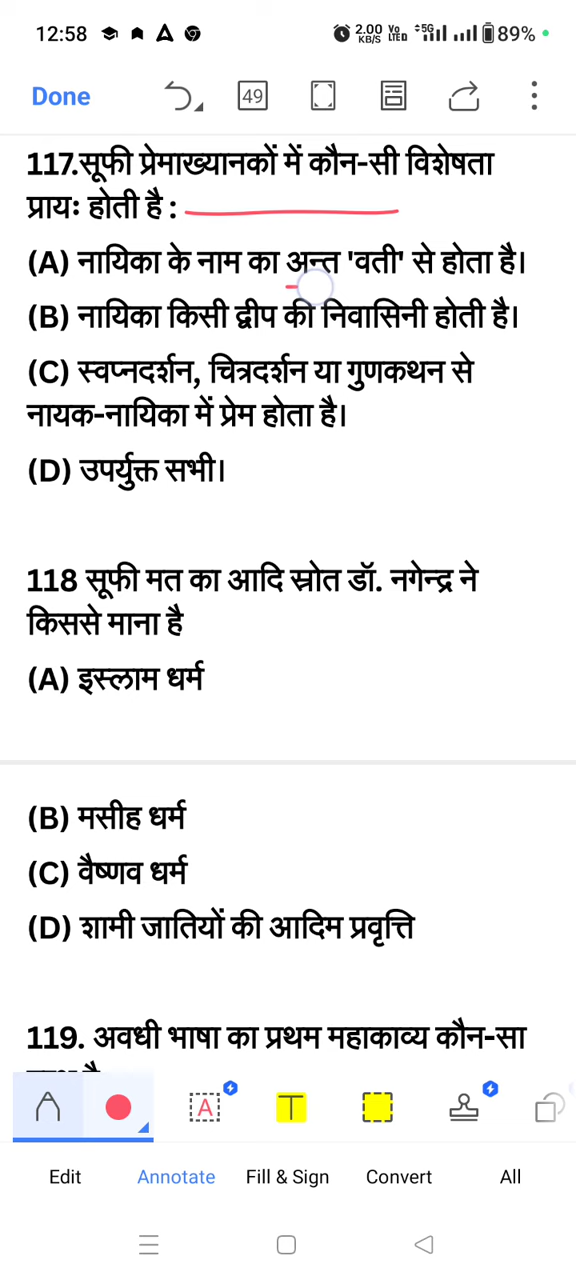 12:58
2.00 KB/S
5G
89%
Done
49
117.सूफी प्रेमाख्यानकों में कौन-सी विशेषता
प्रायः होती है :
(A) नायिका के नाम का अन्त 'वती' से होता है।
(B) नायिका किसी द्वीप की निवासिनी होती है।
(C) स्वप्नदर्शन, चित्रदर्शन या गुणकथन से
नायक-नायिका में प्रेम होता है।
(D) उपर्युक्त सभी।
118 सूफी मत का आदि स्रोत डॉ. नगेन्द्र ने
किससे माना है
(A) इस्लाम धर्म
(B) मसीह धर्म
(C) वैष्णव धर्म
(D) शामी जातियों की आदिम प्रवृत्ति
119. अवधी भाषा का प्रथम महाकाव्य कौन-सा
A
T
Edit
Annotate
Fill & Sign
Convert
All